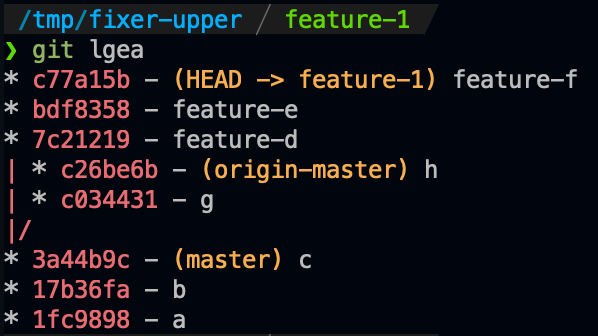 /tmp/fixer-upper / feature-1
❯ git lgea
* c77a15b - (HEAD -> feature-1) feature-f
* bdf8358 - feature-e
* 7c21219 - feature-d
| * c26be6b - (origin-master) h
| * c034431 - g
|/
* 3a44b9c - (master) c
* 17b36fa - b
* 1fc9898 - a